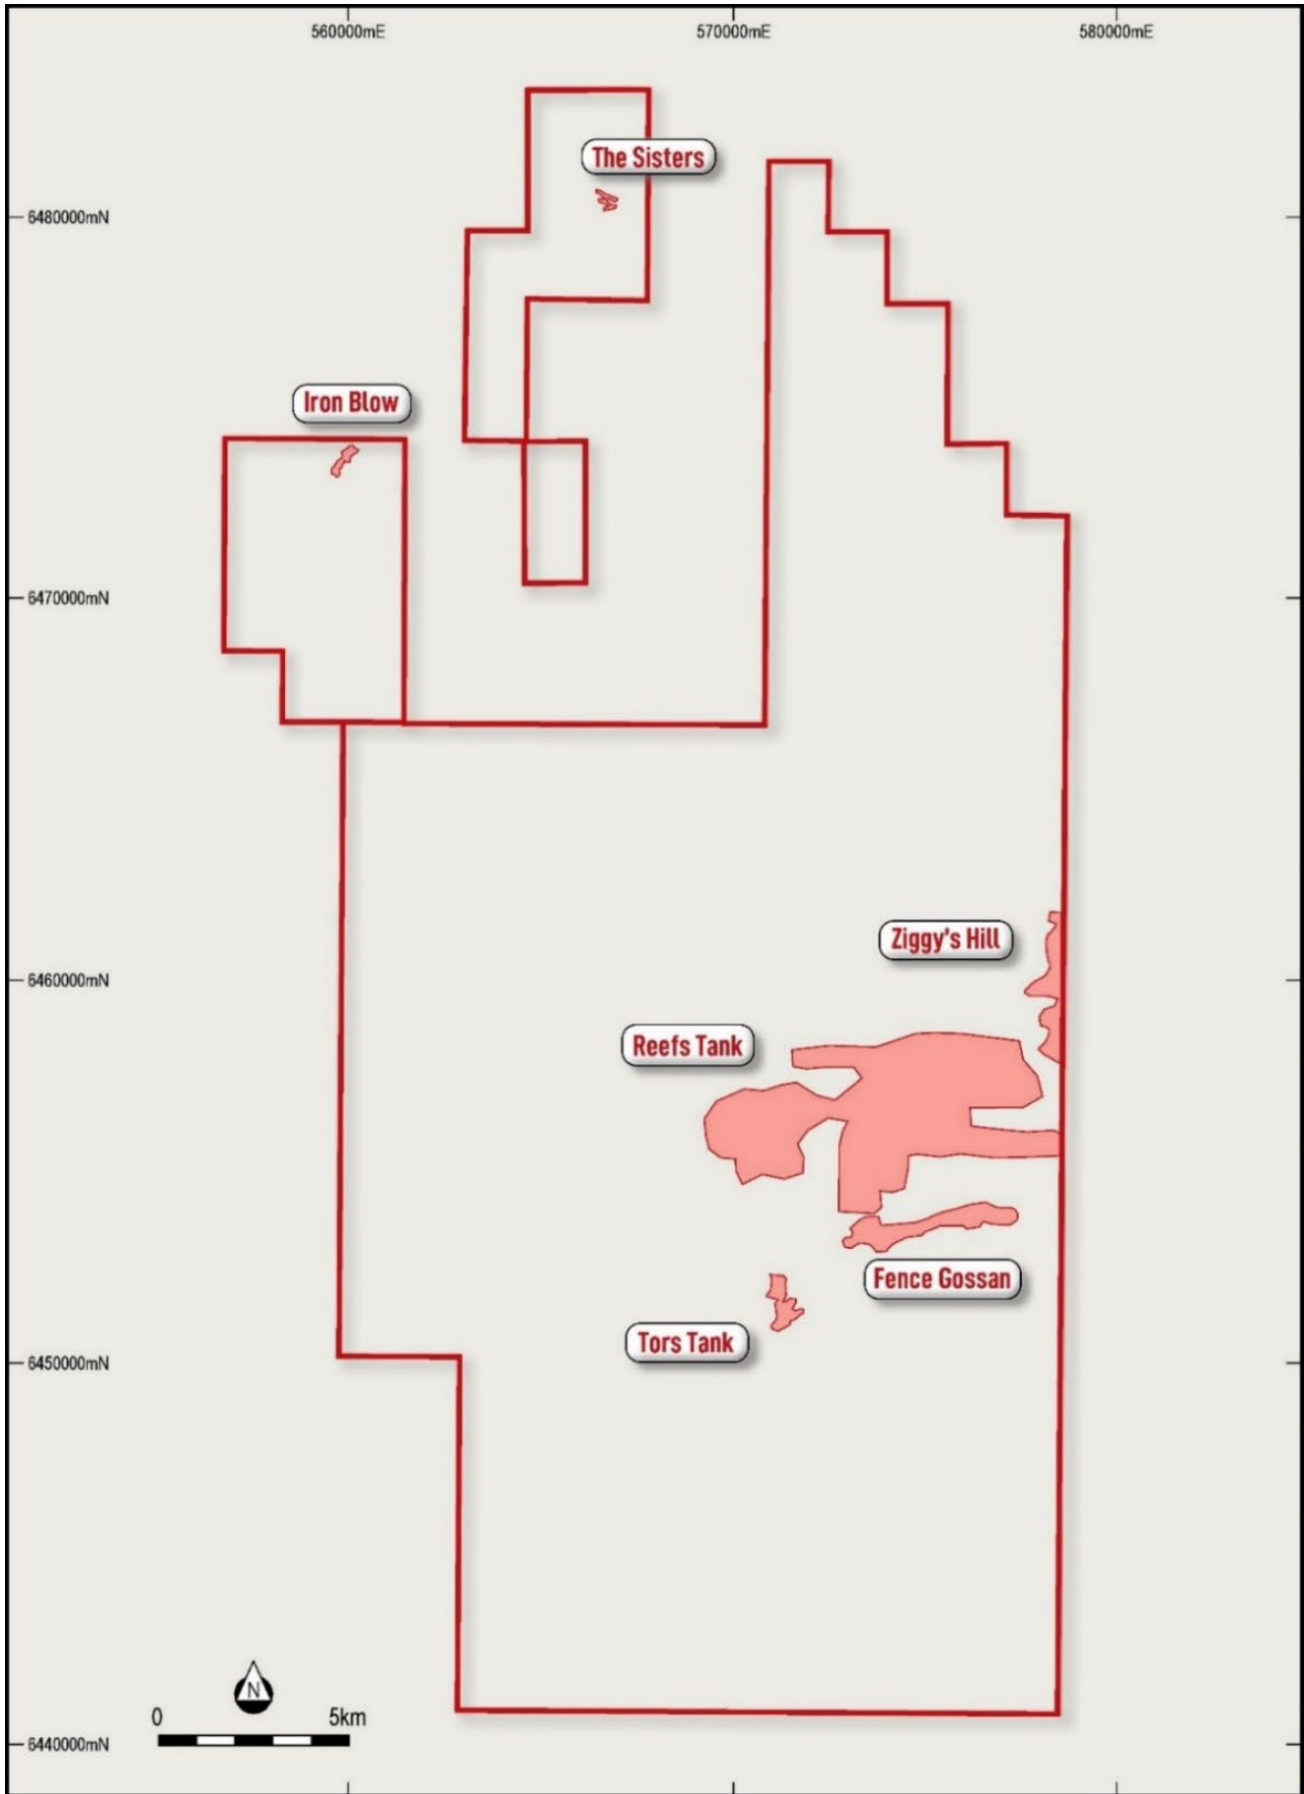 560000mE
570000mE
580000mE
The Sisters
6480000mN
Iron Blow
6470000mN
Ziggy's Hill
6460000mN
Reefs Tank
Fence Gossan
Tors Tank
6450000mN
N
0
5km
6440000mN